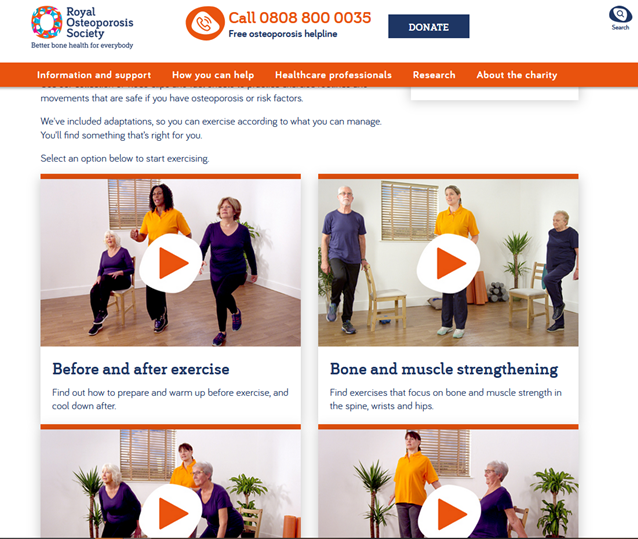 Royal
Osteoporosis
Society
Better bone health for everybody
Call 0808 800 0035
Free osteoporosis helpline
DONATE
Search
Information and support
How you can help
Healthcare professionals
Research
About the charity
movements that are safe if you have osteoporosis or risk factors.
We've included adaptations, so you can exercise according to what you can manage.
You'll find something that's right for you.
Select an option below to start exercising.
Before and after exercise
Find out how to prepare and warm up before exercise, and
cool down after.
Bone and muscle strengthening
Find exercises that focus on bone and muscle strength in
the spine, wrists and hips.